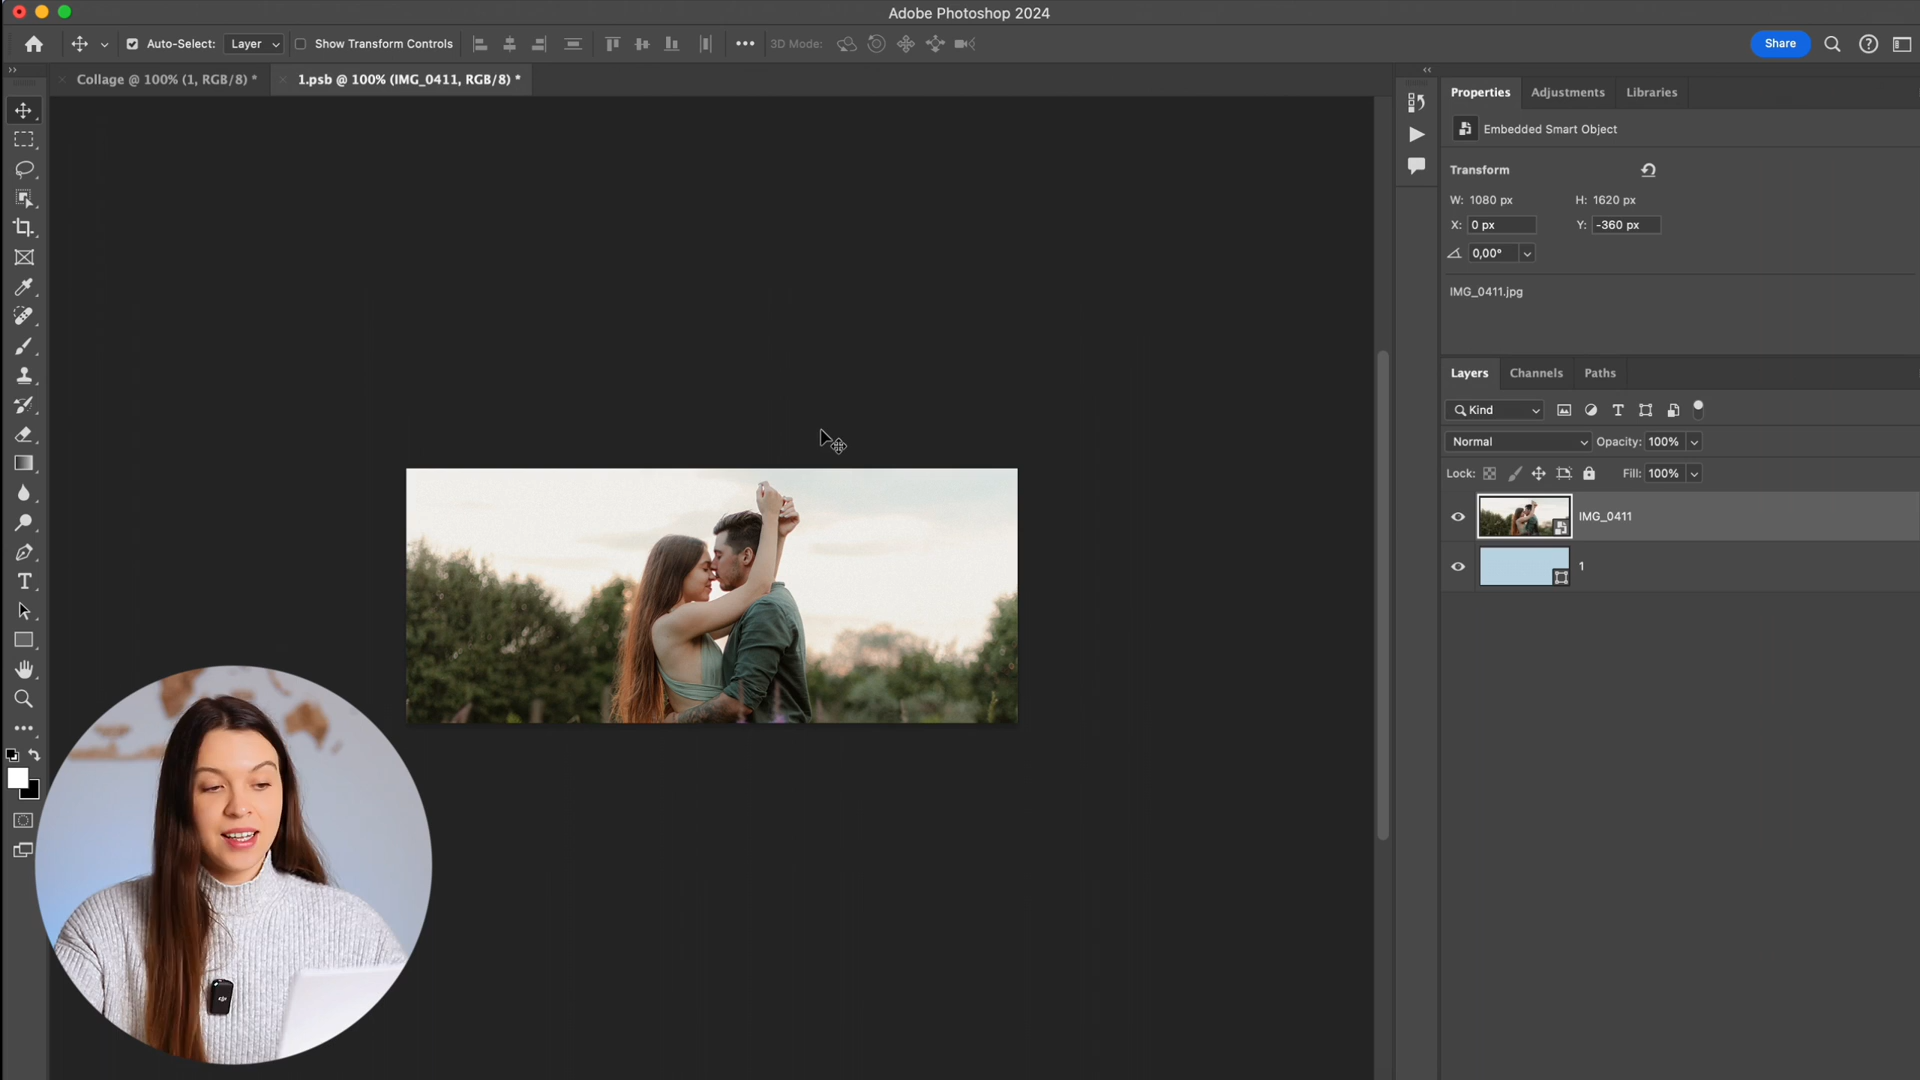 Adobe Photoshop 2024
Auto-Select: Layer Show Transform Controls 3D Mode: Share
Collage @ 100% (1, RGB/8) * 1.psb @ 100% (IMG_0411, RGB/8) *
Properties Adjustments Libraries
Embedded Smart Object
Transform
W: 1080 px H: 1620 px
X: 0 px Y: -360 px
0,00°
IMG_0411.jpg
Layers Channels Paths
Kind
Normal Opacity: 100%
Lock: Fill: 100%
IMG_0411
1